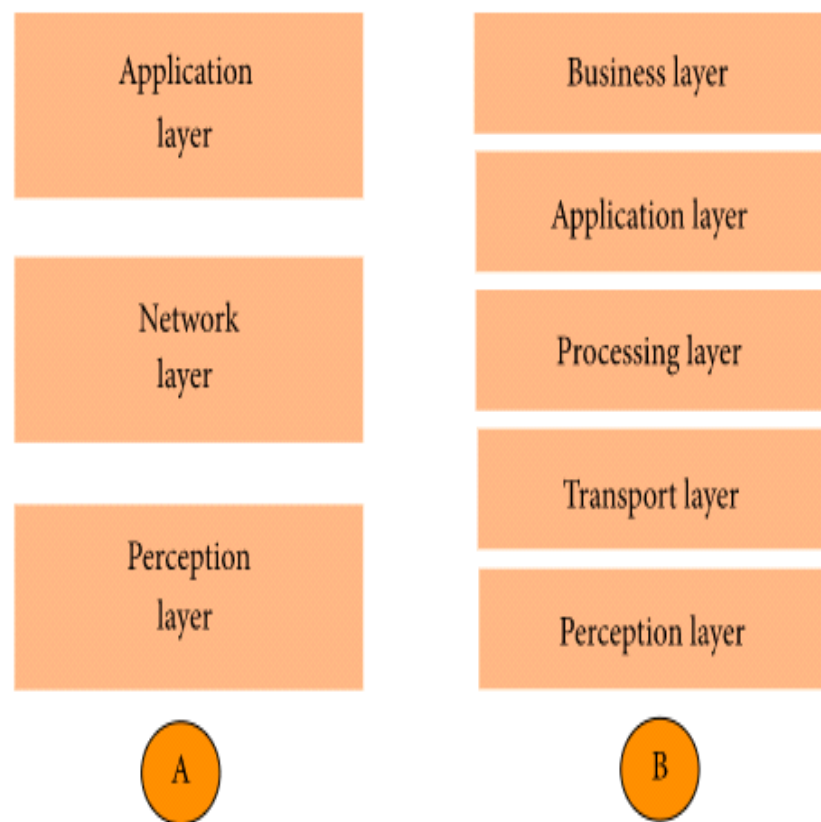 Application
layer
Network
layer
Perception
layer
A
Business layer
Application layer
Processing layer
Transport layer
Perception layer
B